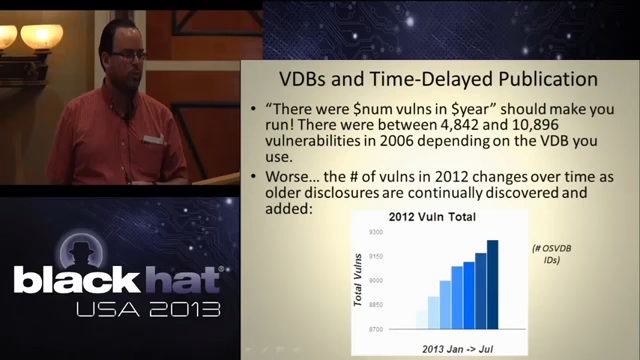 VDBs and Time-Delayed Publication
• “There were $num vulns in $year” should make you
run! There were between 4,842 and 10,896
vulnerabilities in 2006 depending on the VDB you
use.
• Worse… the # of vulns in 2012 changes over time as
older disclosures are continually discovered and
added:
2012 Vuln Total
9300
9150
9000
8850
8700
Total Vulns
2013 Jan -> Jul
(# OSVDB
IDs)
black hat®
USA 2013